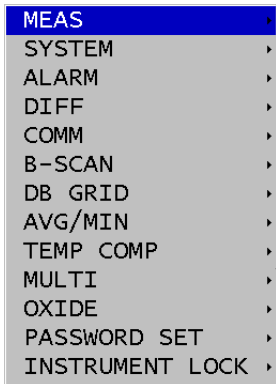 MEAS
SYSTEM
ALARM
DIFF
COMM
B-SCAN
DB GRID
AVG/MIN
TEMP COMP
MULTI
OXIDE
PASSWORD SET
INSTRUMENT LOCK